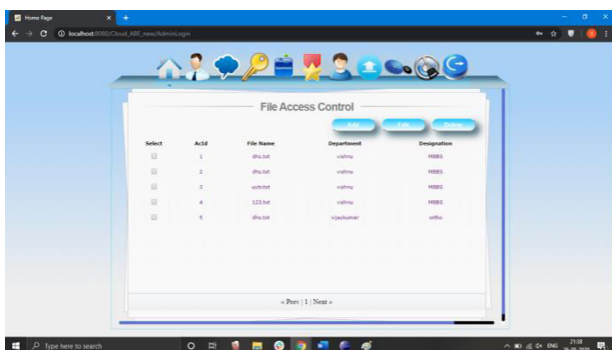 Home Page
localhost:8080/Cloud_ABE_new/AdminLogin
File Access Control
Add Edit Delete
Select AcId File Name Department Designation
1 dhs.txt vishnu MBBS
2 dhs.txt vishnu MBBS
3 vishnu MBBS
4 123.txt vishnu MBBS
5 dhs.txt vijaykumar ortho
« Prev | 1 | Next »
Type here to search
ENG
21:38